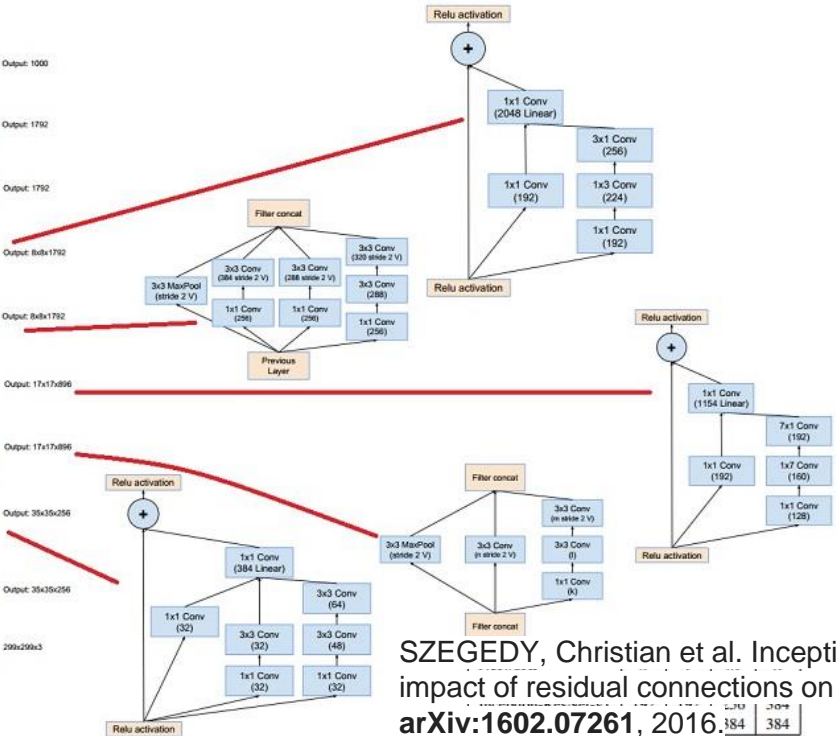 Output: 1000
Output: 1792
Output: 1792
Output: 8x8x1792
Output: 8x8x1792
Output: 17x17x896
Output: 17x17x896
Output: 35x35x256
Output: 35x35x256
299x299x3
Relu activation
+
1x1 Conv
(2048 Linear)
3x1 Conv
(256)
1x1 Conv
(192)
1x3 Conv
(224)
1x1 Conv
(192)
Relu activation
Filter concat
3x3 MaxPool
(stride 2 V)
3x3 Conv
(384 stride 2 V)
3x3 Conv
(288 stride 2 V)
3x3 Conv
(320 stride 2 V)
3x3 Conv
(288)
1x1 Conv
(256)
1x1 Conv
(256)
1x1 Conv
(256)
Previous
Layer
Relu activation
+
1x1 Conv
(1154 Linear)
7x1 Conv
(192)
1x1 Conv
(192)
1x7 Conv
(160)
1x1 Conv
(128)
Relu activation
Relu activation
+
1x1 Conv
(384 Linear)
3x3 Conv
(64)
1x1 Conv
(32)
3x3 Conv
(32)
3x3 Conv
(48)
1x1 Conv
(32)
1x1 Conv
(32)
Relu activation
Filter concat
3x3 MaxPool
(stride 2 V)
3x3 Conv
(n stride 2 V)
3x3 Conv
(m stride 2 V)
3x3 Conv
(l)
1x1 Conv
(k)
Filter concat
SZEGEDY, Christian et al. Incepti
impact of residual connections on
384
arXiv:1602.07261, 2016.
384 384